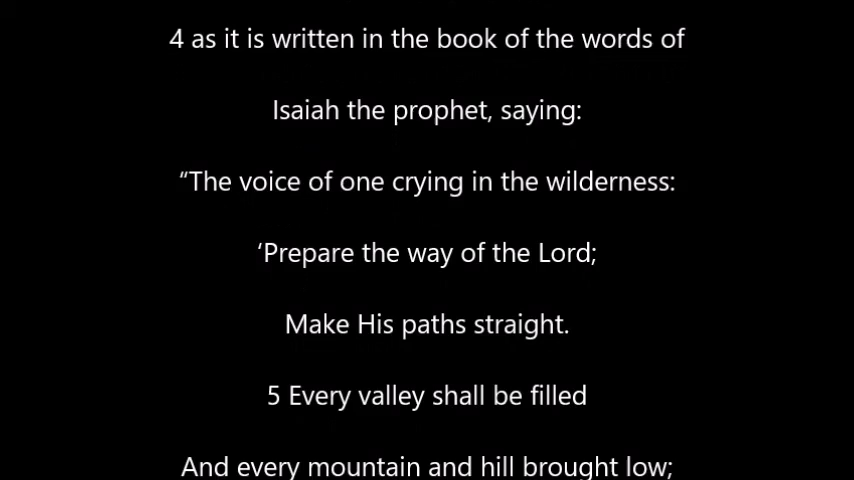 4 as it is written in the book of the words of
Isaiah the prophet, saying:
“The voice of one crying in the wilderness:
‘Prepare the way of the Lord;
Make His paths straight.
5 Every valley shall be filled
And every mountain and hill brought low;